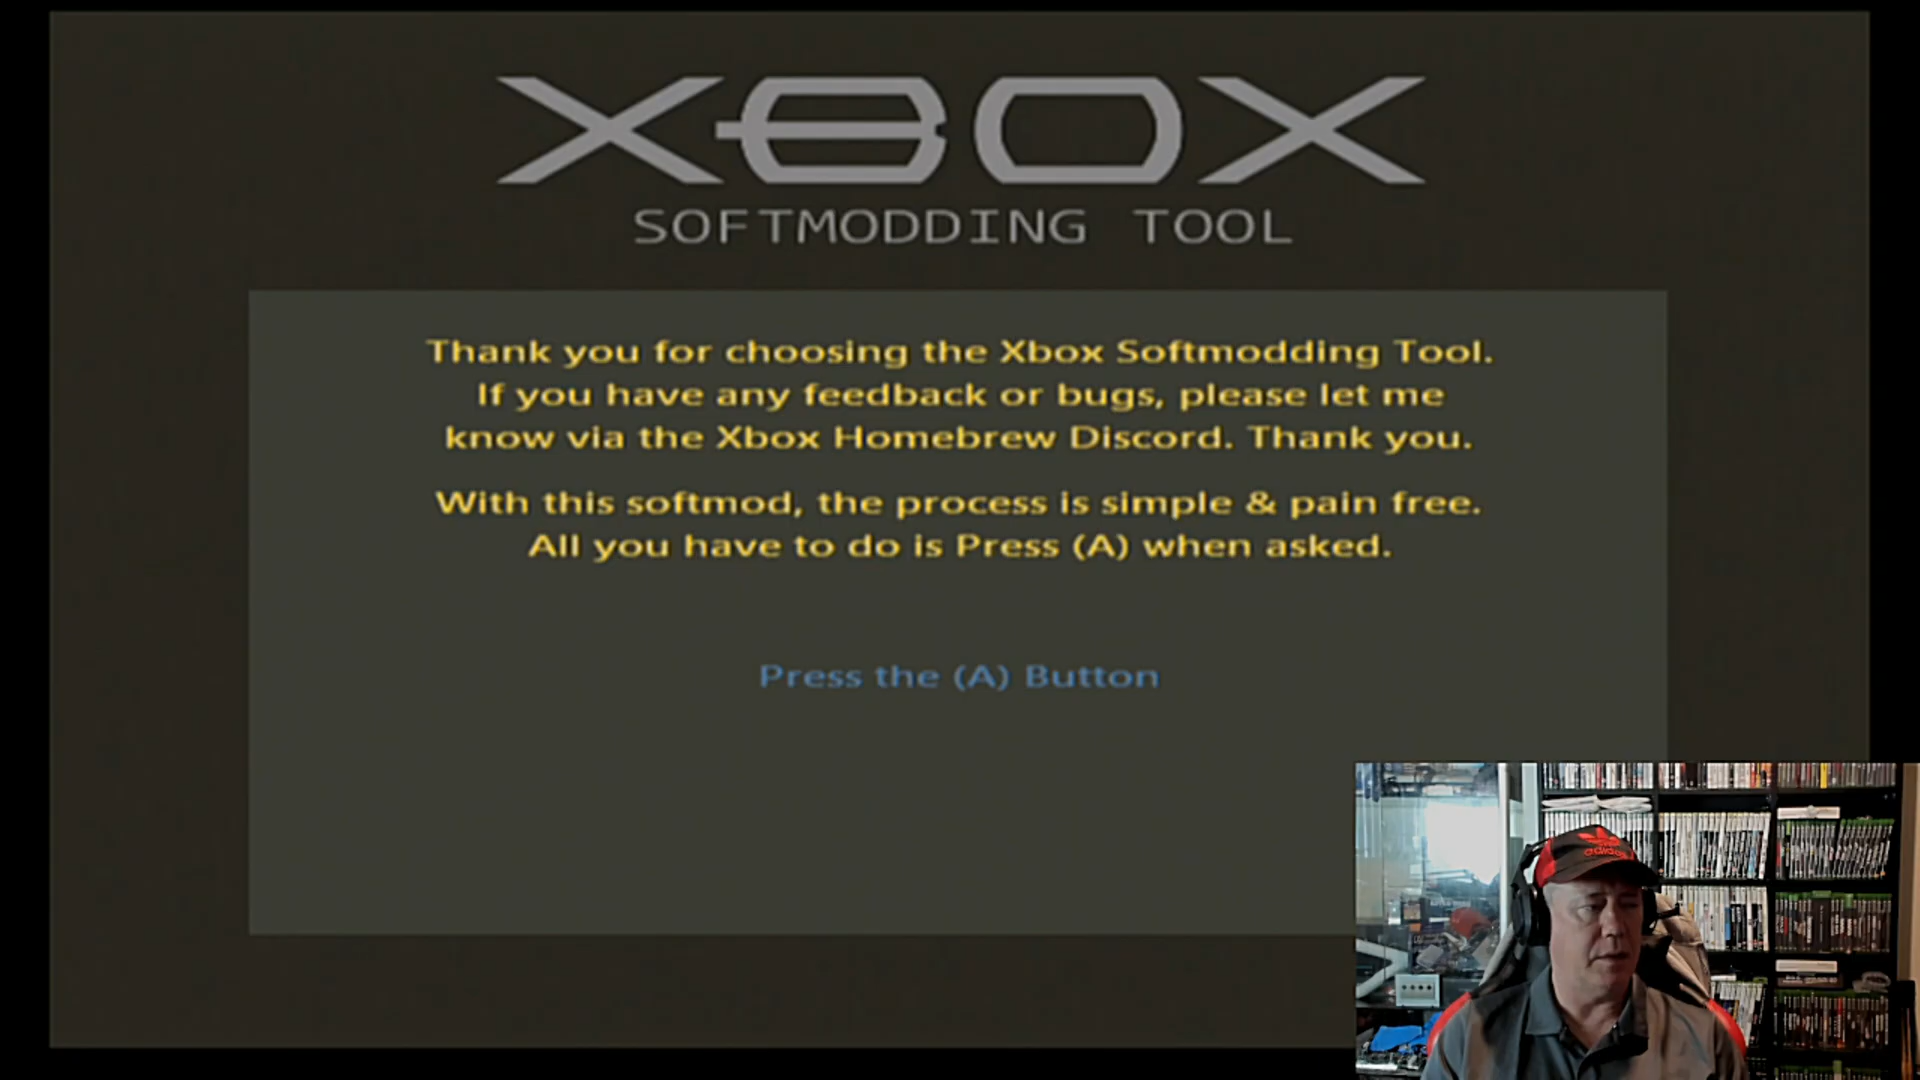 XBOX
SOFTMODDING TOOL
Thank you for choosing the Xbox Softmodding Tool.
If you have any feedback or bugs, please let me
know via the Xbox Homebrew Discord. Thank you.
With this softmod, the process is simple & pain free.
All you have to do is Press (A) when asked.
Press the (A) Button
adidas